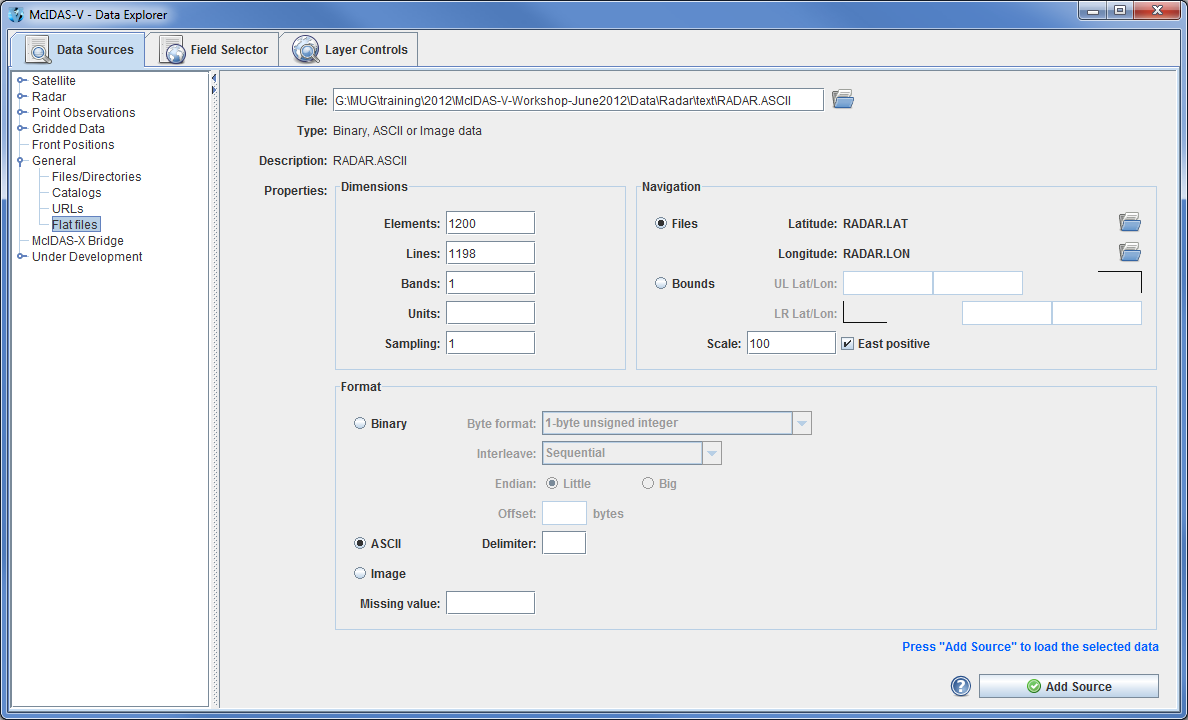 McIDAS-V - Data Explorer
Data Sources
Field Selector
Layer Controls
Satellite
Radar
Point Observations
Gridded Data
Front Positions
General
Files/Directories
Catalogs
URLs
Flat files
McIDAS-X Bridge
Under Development
File: G:\MUG\training\2012\McIDAS-V-Workshop-June2012\Data\Radar\text\RADAR.ASCII
Type: Binary, ASCII or Image data
Description: RADAR.ASCII
Properties:
Dimensions
Elements: 1200
Lines: 1198
Bands: 1
Units:
Sampling: 1
Navigation
Files
Latitude: RADAR.LAT
Longitude: RADAR.LON
Bounds
UL Lat/Lon:
LR Lat/Lon:
Scale: 100
East positive
Format
Binary
Byte format: 1-byte unsigned integer
Interleave: Sequential
Endian: Little Big
Offset: bytes
ASCII
Delimiter:
Image
Missing value:
Press "Add Source" to load the selected data
? Add Source